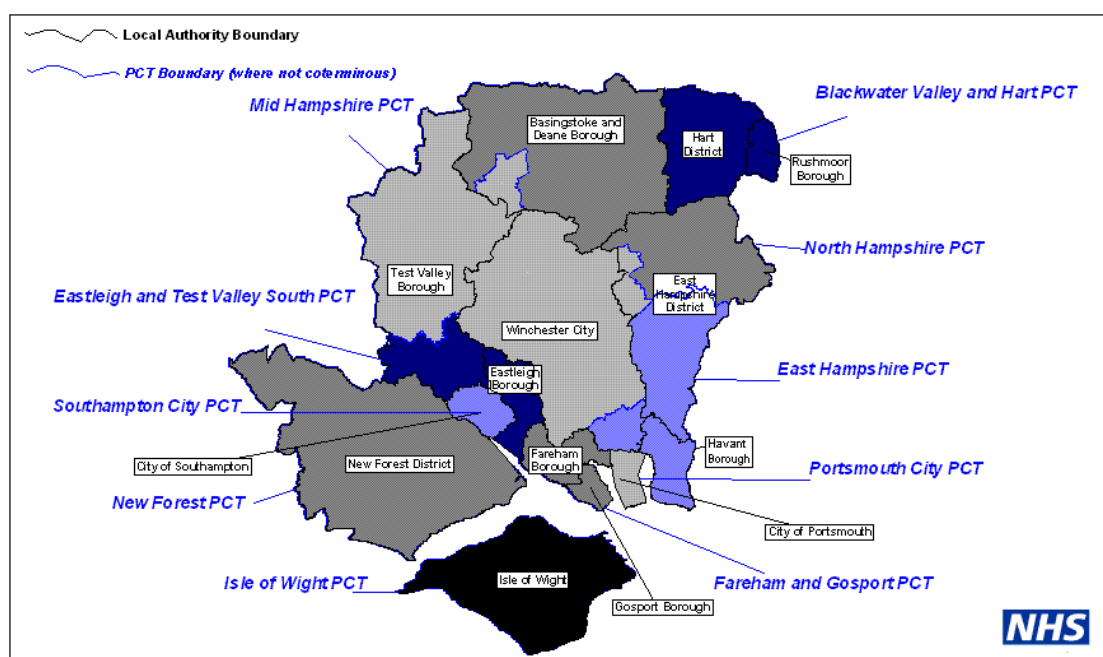 Local Authority Boundary
PCT Boundary (where not coterminous)
Mid Hampshire PCT
Blackwater Valley and Hart PCT
Basingstoke and
Deane Borough
Hart
District
Rushmoor
Borough
North Hampshire PCT
Test Valley
Borough
East
Hampshire
District
Eastleigh and Test Valley South PCT
Winchester City
Eastleigh
Borough
East Hampshire PCT
Southampton City PCT
Havant
Borough
City of Southampton
New Forest District
Fareham
Borough
Portsmouth City PCT
New Forest PCT
City of Portsmouth
Isle of Wight PCT
Isle of Wight
Fareham and Gosport PCT
Gosport Borough
NHS